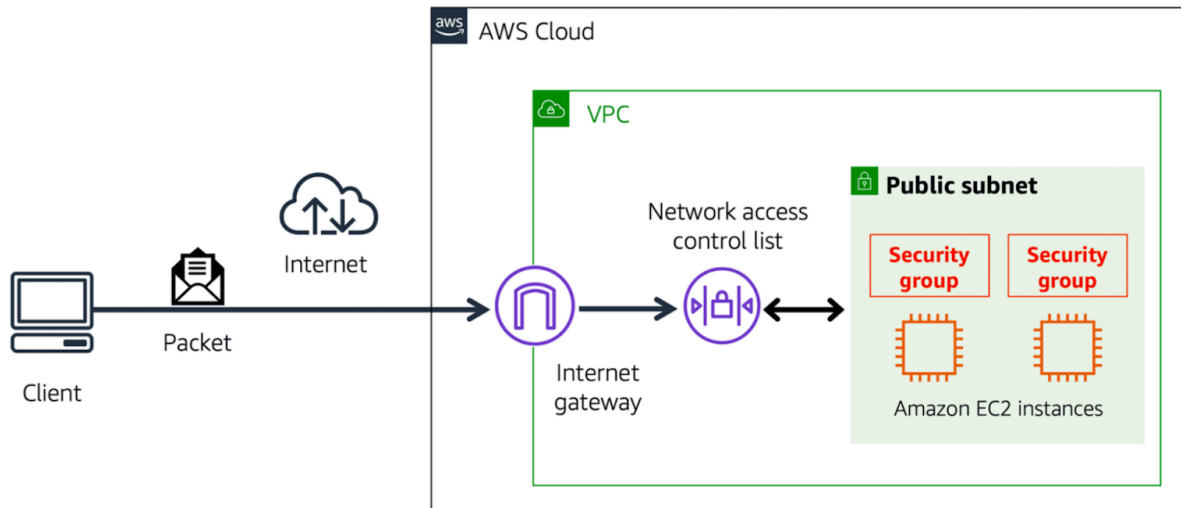 aws
AWS Cloud
VPC
Public subnet
Network access
control list
Security
group
Security
group
Internet
Packet
Client
Internet
gateway
Amazon EC2 instances